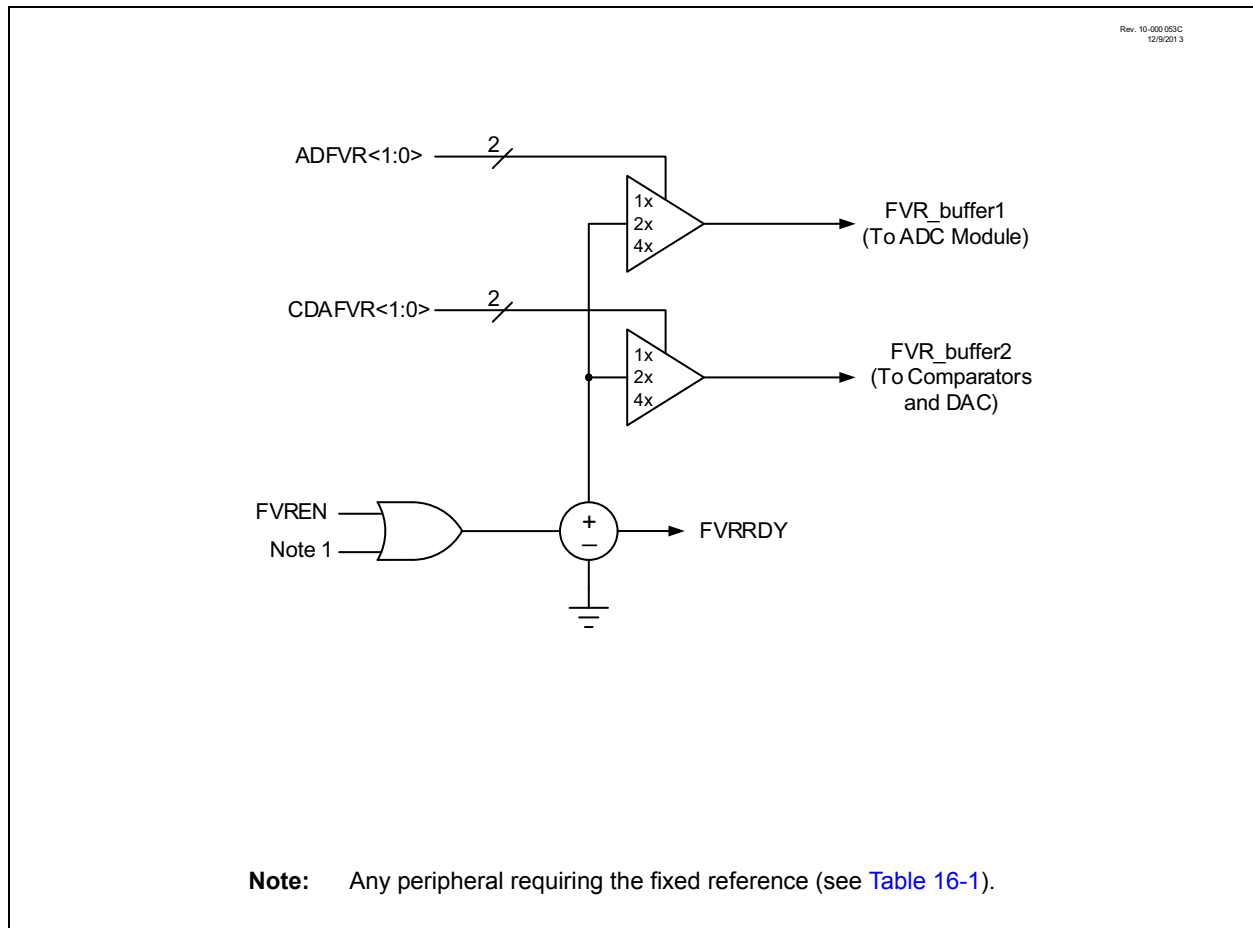 Rev. 10-000 053C
12/9/201 3
ADFVR<1:0>
2
1x
2x
4x
FVR_buffer1
(To ADC Module)
CDAFVR<1:0>
2
1x
2x
4x
FVR_buffer2
(To Comparators
and DAC)
FVREN
Note 1
+
–
FVRRDY
Note: Any peripheral requiring the fixed reference (see Table 16-1).